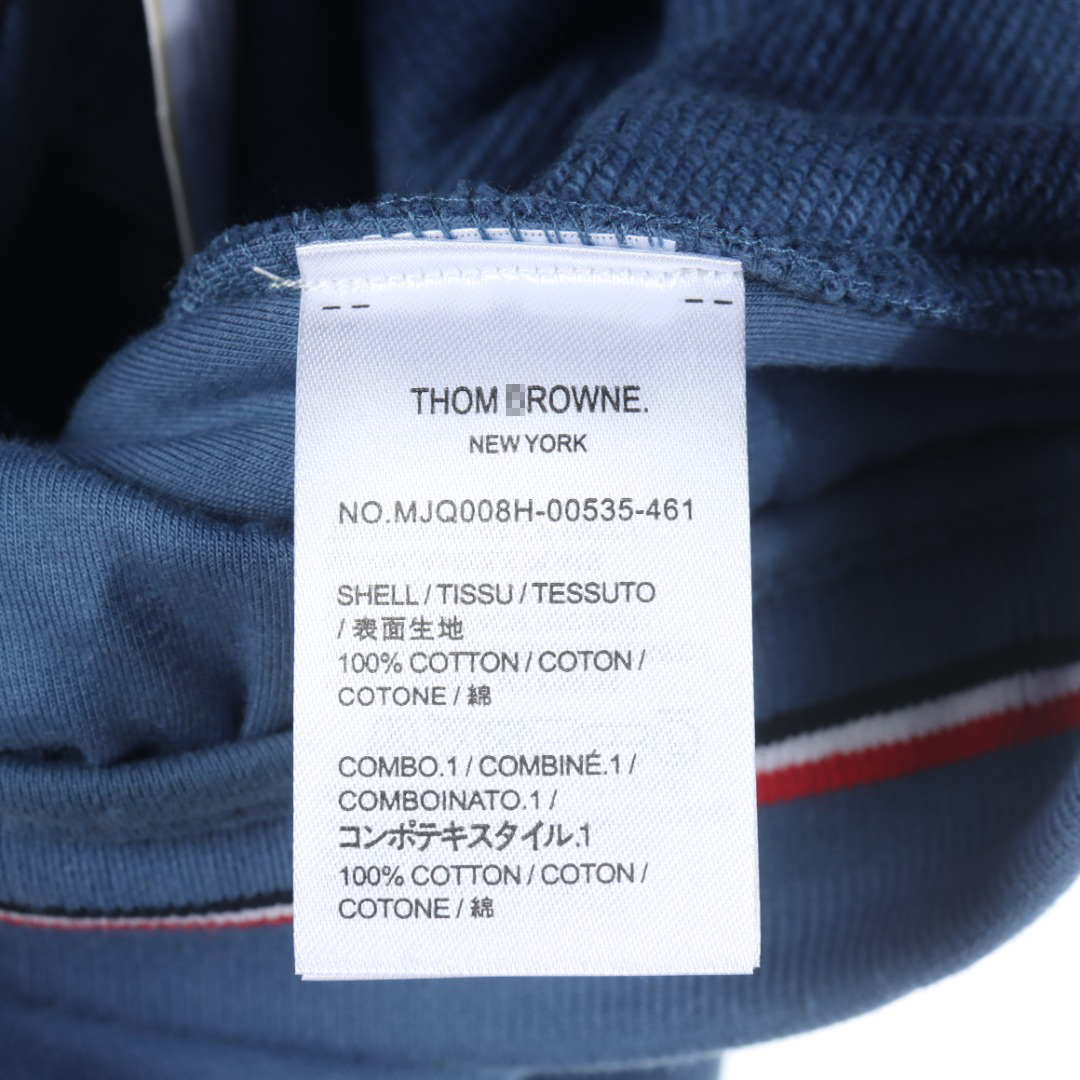 THOM ROWNE.
NEW YORK
NO.MJQ008H-00535-461
SHELL / TISSU / TESSUTO
/ 表面生地
100% COTTON / COTON /
COTONE / 綿
COMBO.1 / COMBINÉ.1 /
COMBOINATO.1 /
コンポテキスタイル.1
100% COTTON / COTON /
COTONE / 綿